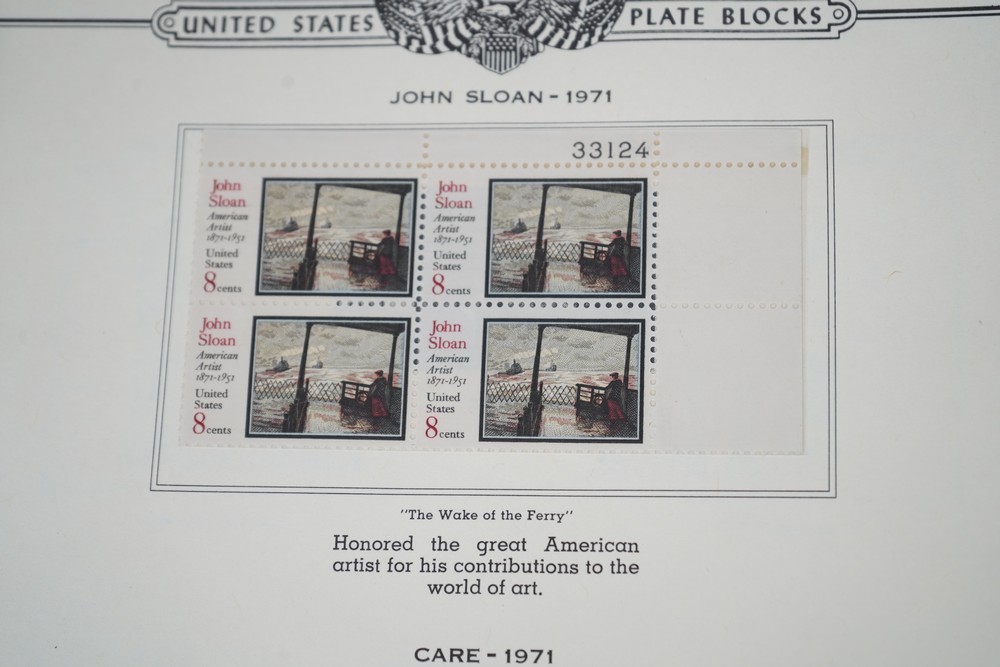 UNITED STATES
PLATE BLOCKS
JOHN SLOAN - 1971
33124
John
Sloan
American
Artist
1871-1951
United
States
8 cents
John
Sloan
American
Artist
1871-1951
United
States
8 cents
John
Sloan
American
Artist
1871-1951
United
States
8 cents
John
Sloan
American
Artist
1871-1951
United
States
8 cents
"The Wake of the Ferry"
Honored the great American
artist for his contributions to the
world of art.
CARE - 1971